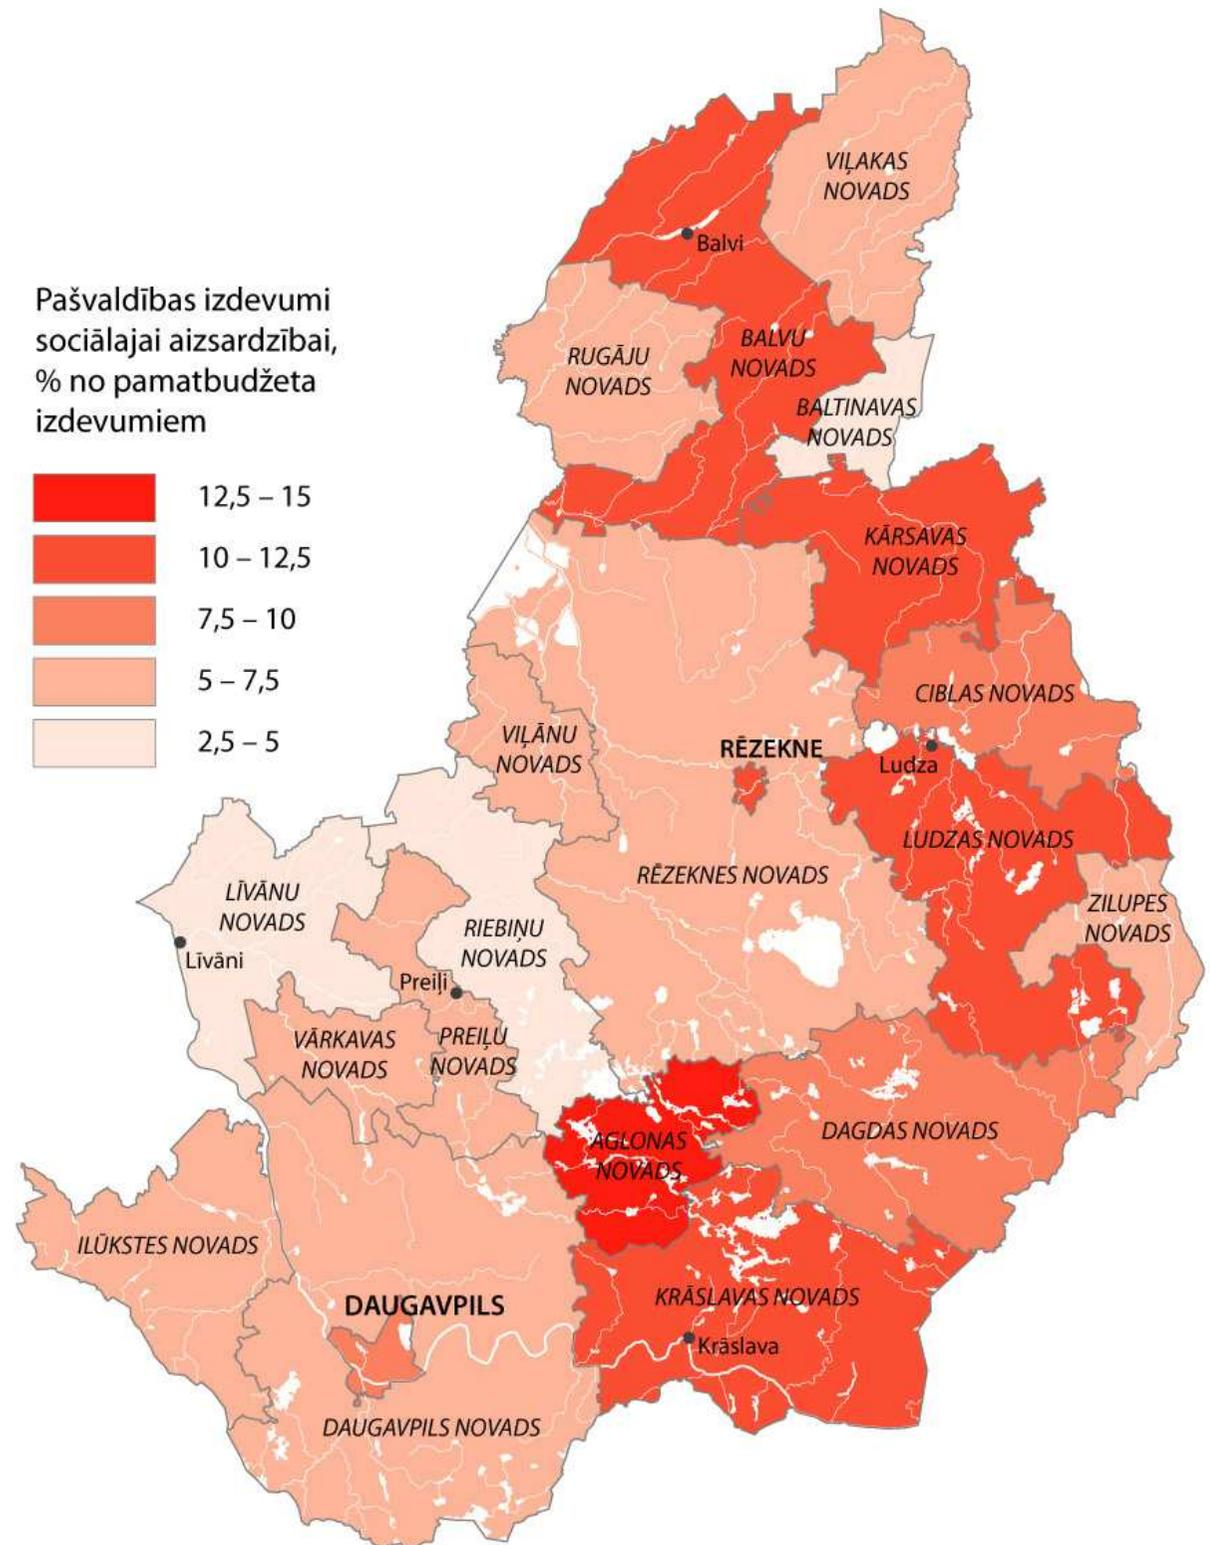 Pašvaldības izdevumi
sociālajai aizsardzībai,
% no pamatbudžeta
izdevumiem
12,5 – 15
10 – 12,5
7,5 – 10
5 – 7,5
2,5 – 5
VIĻAKAS
NOVADS
Balvi
BALVU
NOVADS
RUGĀJU
NOVADS
BALTINAVAS
NOVADS
KĀRSAVAS
NOVADS
CIBLAS NOVADS
VIĻĀNU
NOVADS
RĒZEKNE
Ludza
LUDZAS NOVADS
RĒZEKNES NOVADS
LĪVĀNU
NOVADS
ZILUPES
NOVADS
RIEBIŅU
NOVADS
Līvāni
Preiļi
VĀRKAVAS
NOVADS
PREIĻU
NOVADS
AGLONAS
NOVADS
DAGDAS NOVADS
ILŪKSTES NOVADS
DAUGAVPILS
KRĀSLAVAS NOVADS
Krāslava
DAUGAVPILS NOVADS